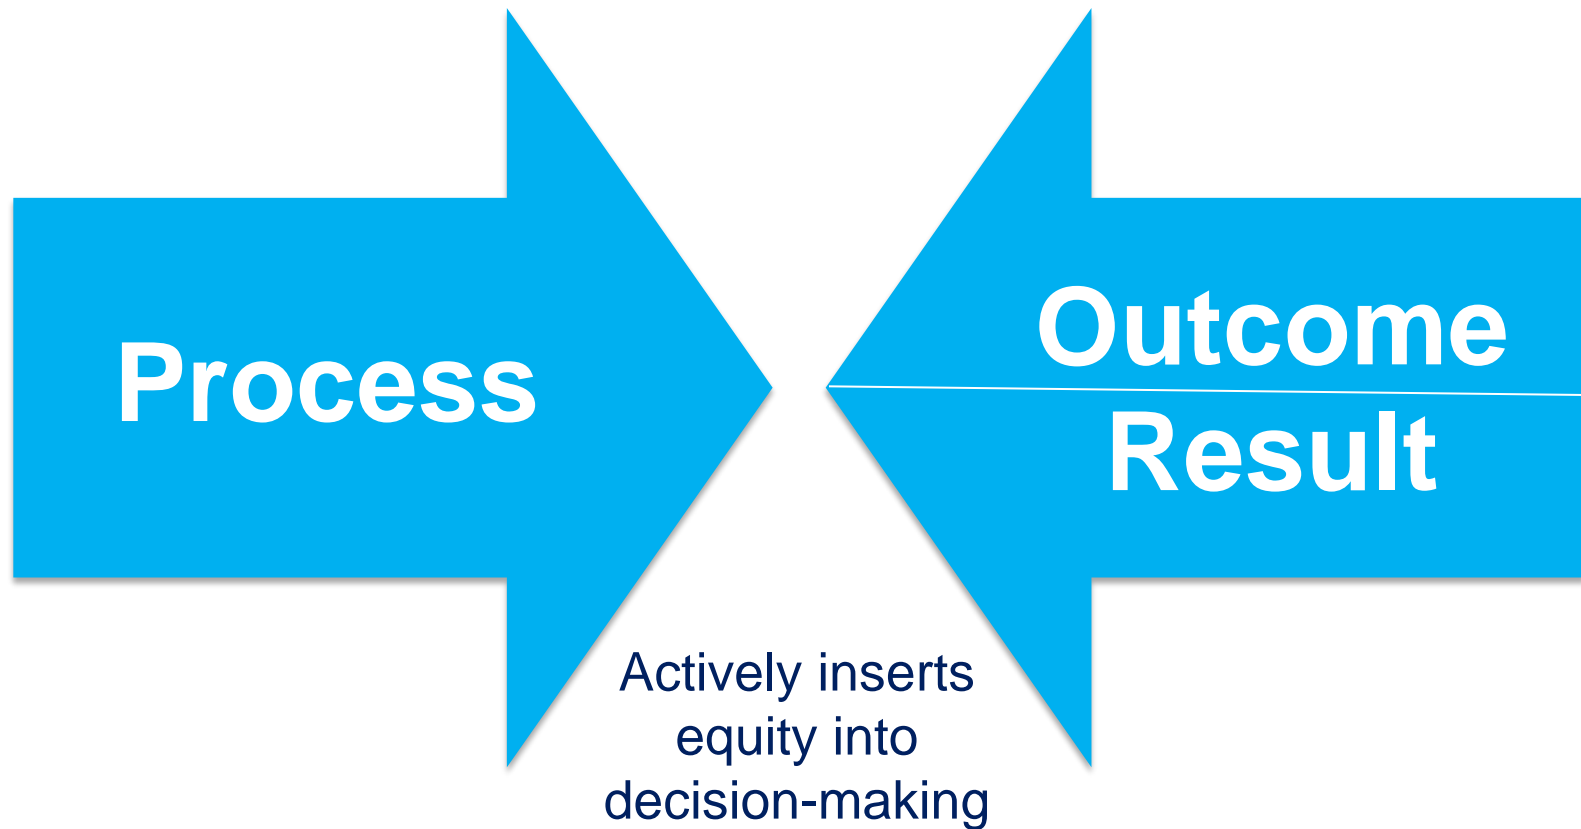 Process
Outcome
Result
Actively inserts
equity into
decision-making